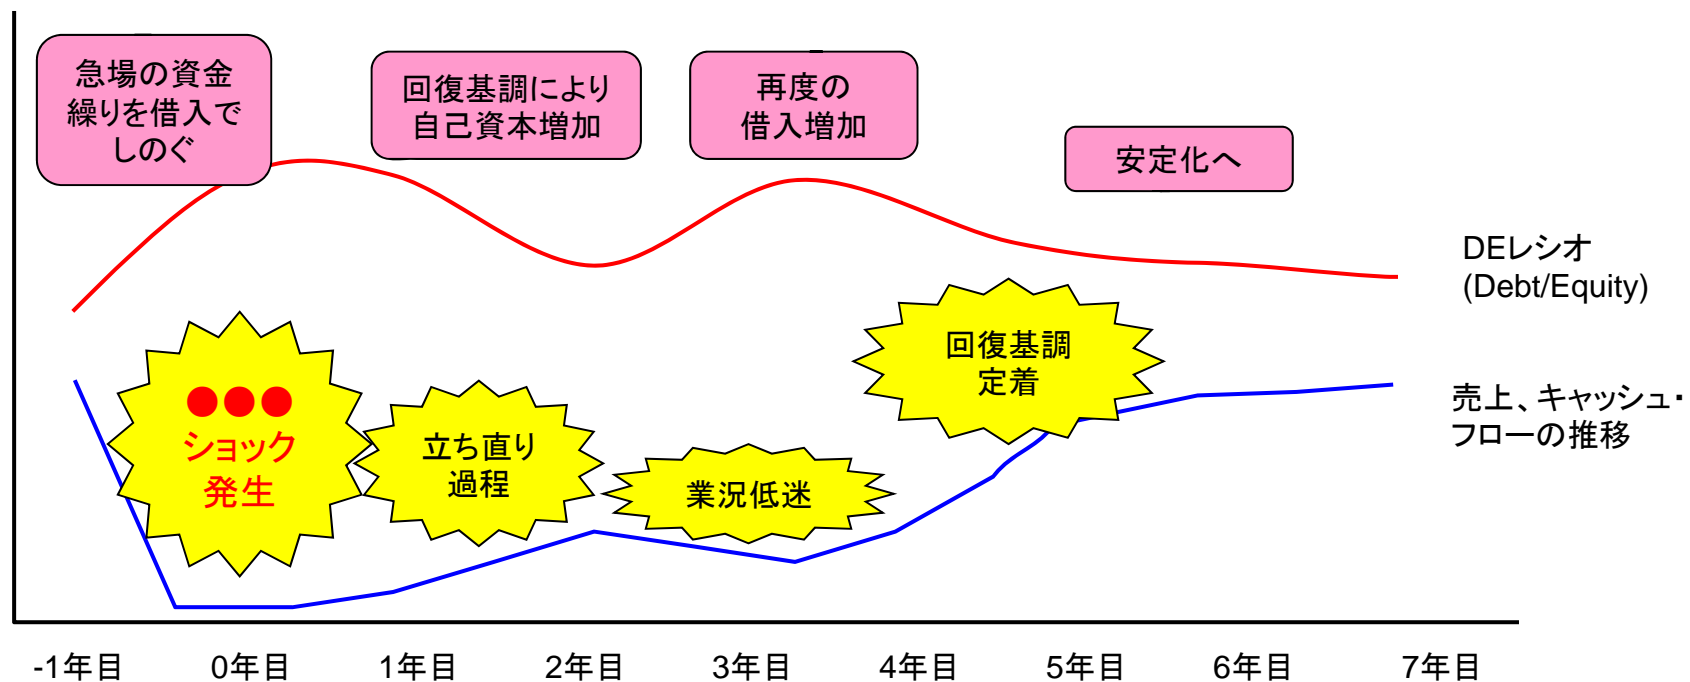 急場の資金
繰りを借入で
しのぐ
回復基調により
自己資本増加
再度の
借入増加
安定化へ
DEレシオ
(Debt/Equity)
●●●
ショック
発生
立ち直り
過程
業況低迷
回復基調
定着
売上、キャッシュ・
フローの推移
-1年目 0年目 1年目 2年目 3年目 4年目 5年目 6年目 7年目